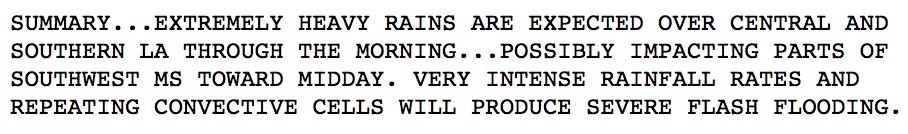 SUMMARY...EXTREMELY HEAVY RAINS ARE EXPECTED OVER CENTRAL AND
SOUTHERN LA THROUGH THE MORNING...POSSIBLY IMPACTING PARTS OF
SOUTHWEST MS TOWARD MIDDAY. VERY INTENSE RAINFALL RATES AND
REPEATING CONVECTIVE CELLS WILL PRODUCE SEVERE FLASH FLOODING.